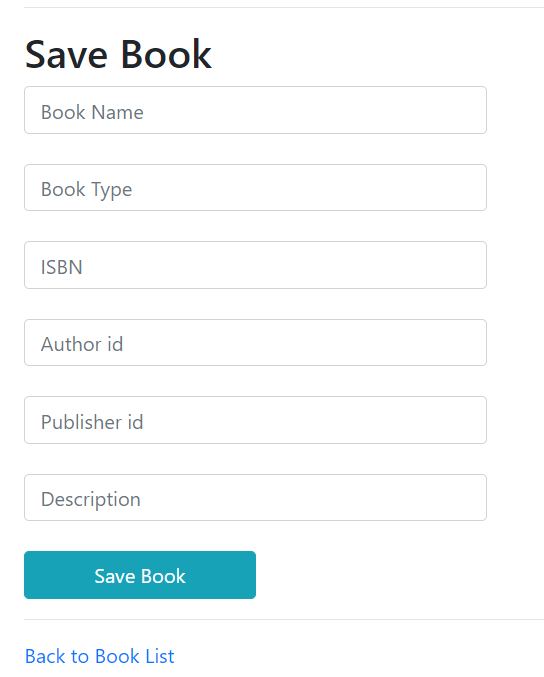 Save Book
Book Name
Book Type
ISBN
Author id
Publisher id
Description
Save Book
Back to Book List